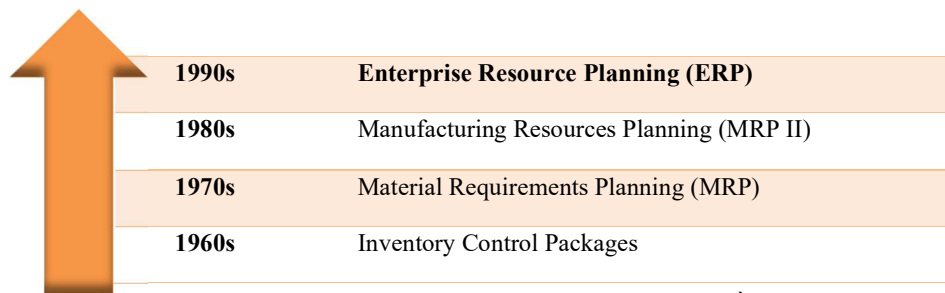 1990s Enterprise Resource Planning (ERP)
1980s Manufacturing Resources Planning (MRP II)
1970s Material Requirements Planning (MRP)
1960s Inventory Control Packages